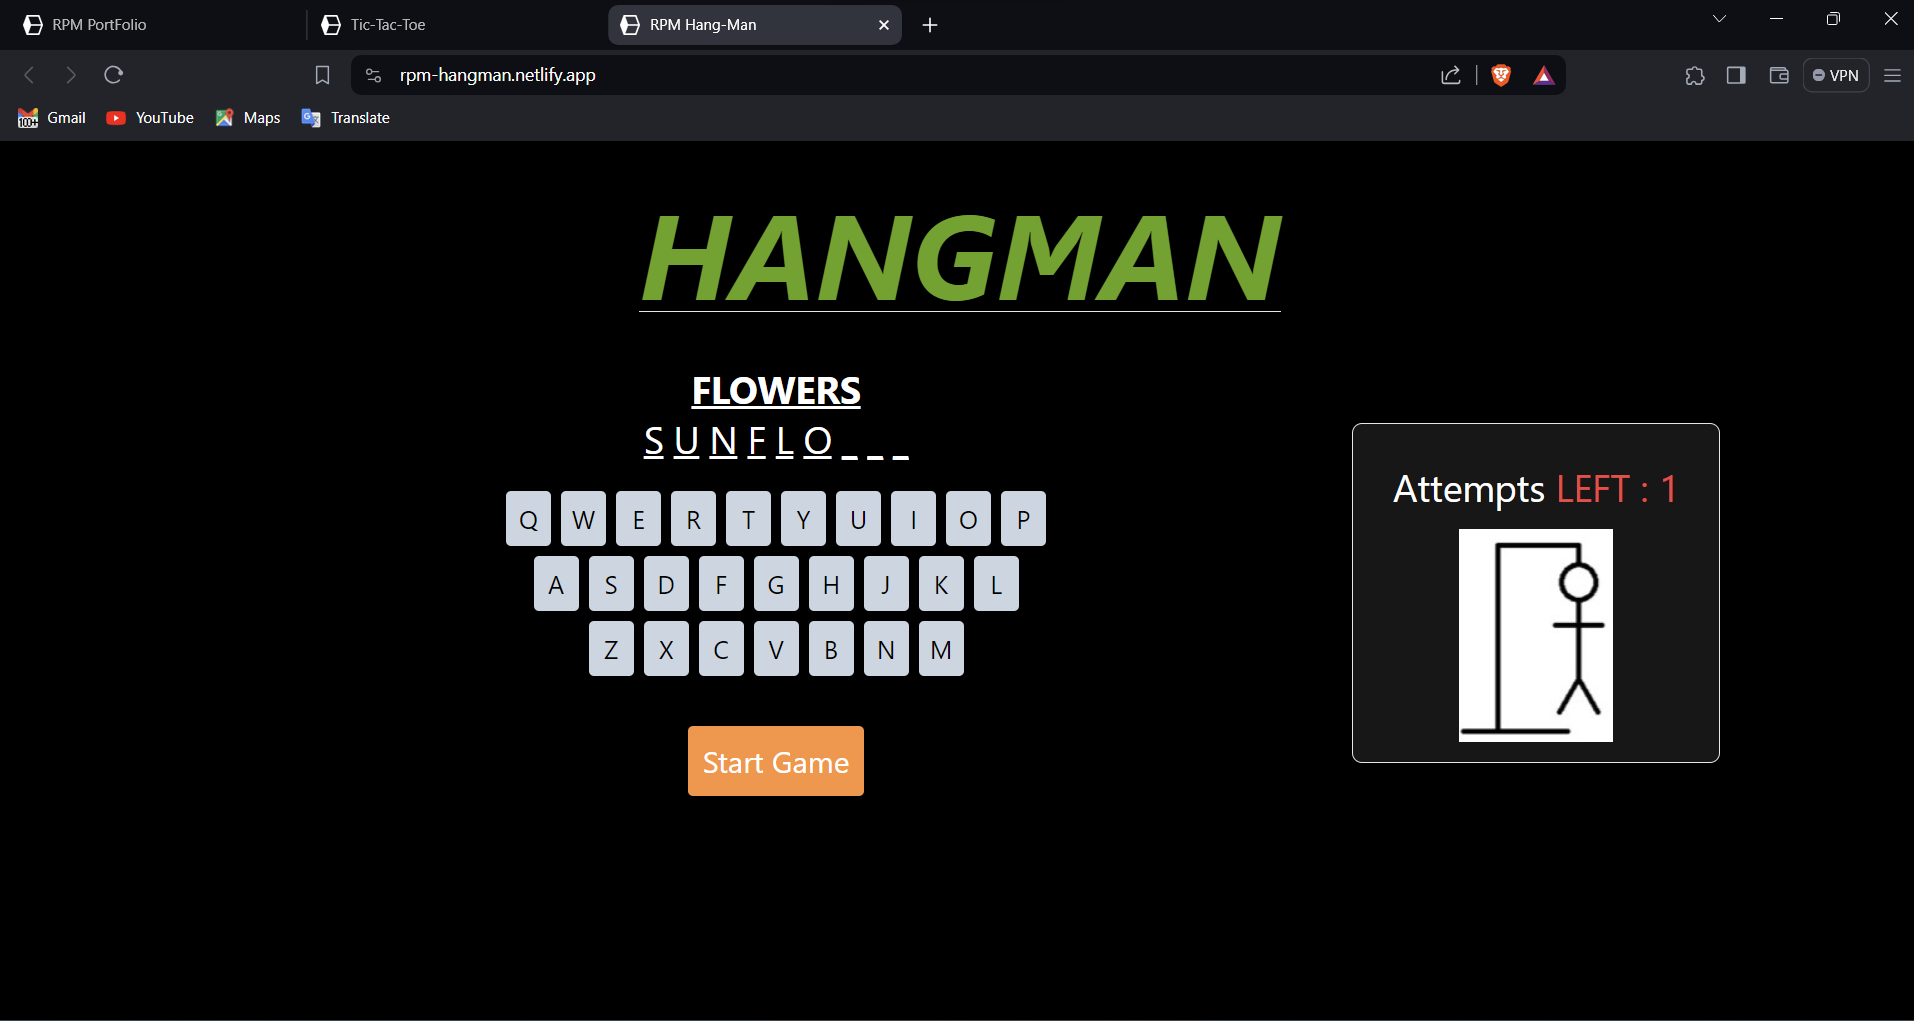 RPM PortFolio Tic-Tac-Toe RPM Hang-Man
rpm-hangman.netlify.app VPN
100+ Gmail YouTube Maps Translate
HANGMAN
FLOWERS
S U N F L O _ _ _
Attempts LEFT : 1
Q W E R T Y U I O P
A S D F G H J K L
Z X C V B N M
Start Game